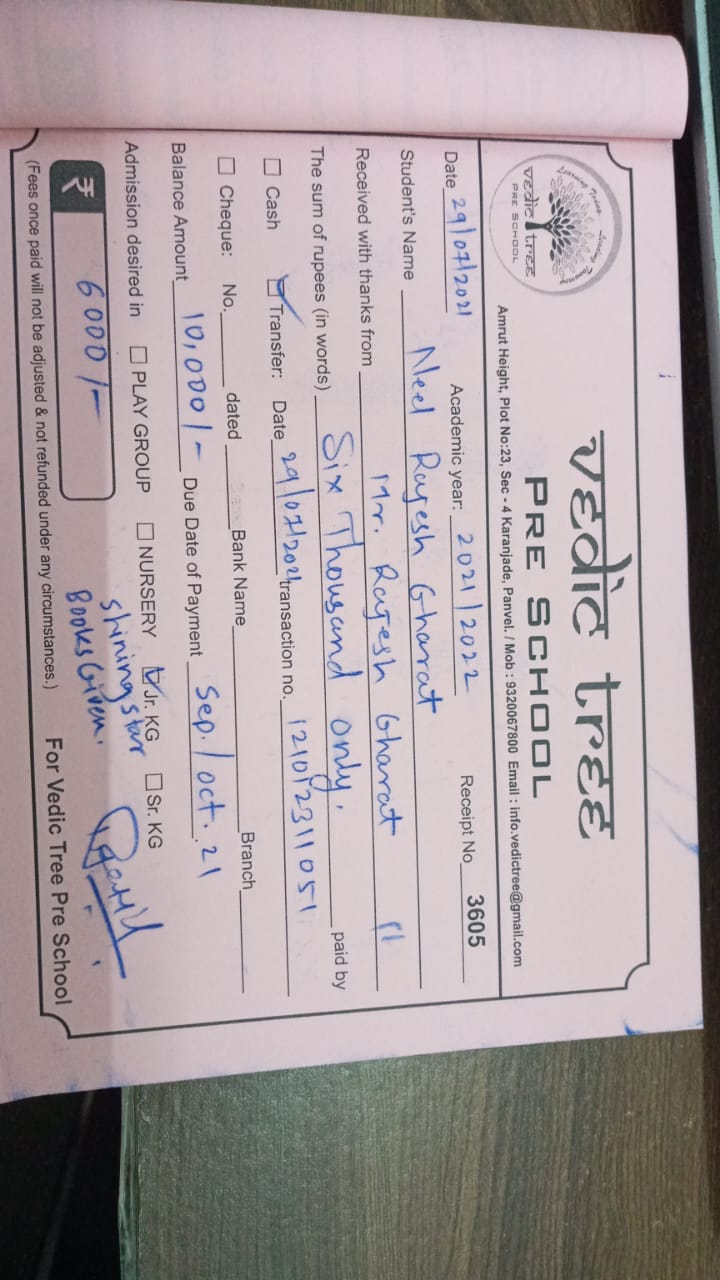 Learning Today Leading Tomorrow
vedic tree
PRE SCHOOL
vedic tree
PRE SCHOOL
Amrut Height, Plot No:23, Sec - 4 Karanjade, Panvel. / Mob : 9320067800 Email : info.vedictree@gmail.com
Date 29/07/2021 Academic year: 2021/2022 Receipt No 3605
Student's Name Neel Rajesh Gharat
Received with thanks from Mr. Rajesh Gharat
The sum of rupees (in words) Six Thousand only. paid by
☐ Cash ☑ Transfer: Date 29/07/2021 transaction no. 121012311051
☐ Cheque: No. dated Bank Name Branch
Balance Amount 10,000/- Due Date of Payment Sep./oct.21
Admission desired in ☐ PLAY GROUP ☐ NURSERY ☑ Jr. KG ☐ Sr. KG
shining star
₹ 6000/- Books Given.
(Fees once paid will not be adjusted & not refunded under any circumstances.) For Vedic Tree Pre School